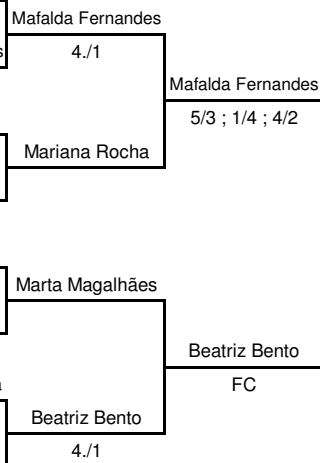 Mafalda Fernandes
4./1
Mafalda Fernandes
5/3 ; 1/4 ; 4/2
Mariana Rocha
Marta Magalhães
Beatriz Bento
FC
Beatriz Bento
4./1